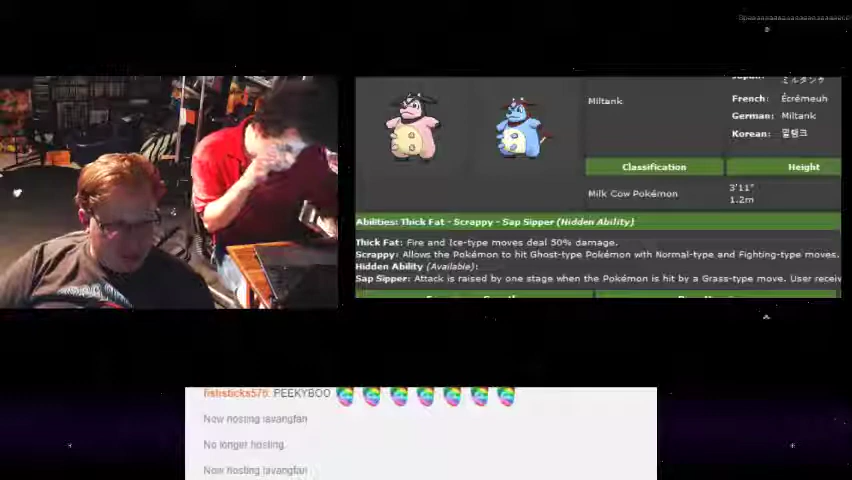 Miltank
French: Écrémeuh
German: Miltank
Korean: 밀탱크
Classification Height
Milk Cow Pokémon
3'11"
1.2m
Abilities: Thick Fat - Scrappy - Sap Sipper (Hidden Ability)
Thick Fat: Fire and Ice-type moves deal 50% damage.
Scrappy: Allows the Pokémon to hit Ghost-type Pokémon with Normal-type and Fighting-type moves.
Hidden Ability (Available):
Sap Sipper: Attack is raised by one stage when the Pokémon is hit by a Grass-type move. User receiv
PEEKYBOO
Now hosting
No longer hosting.
Now hosting